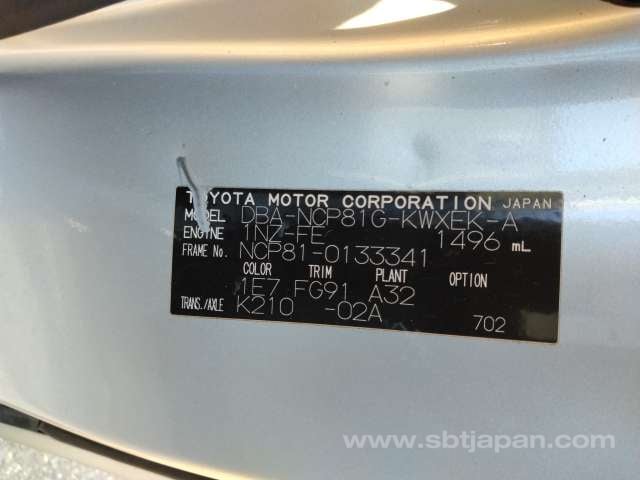 TOYOTA MOTOR CORPORATION JAPAN
MODEL DBA-NCP81G-KWXEK-A
ENGINE 1NZ-FE 1496 mL
FRAME No. NCP81-0133341
COLOR TRIM PLANT OPTION
1E7 FG91 A32
TRANS./AXLE K210 -02A
702
www.sbtjapan.com